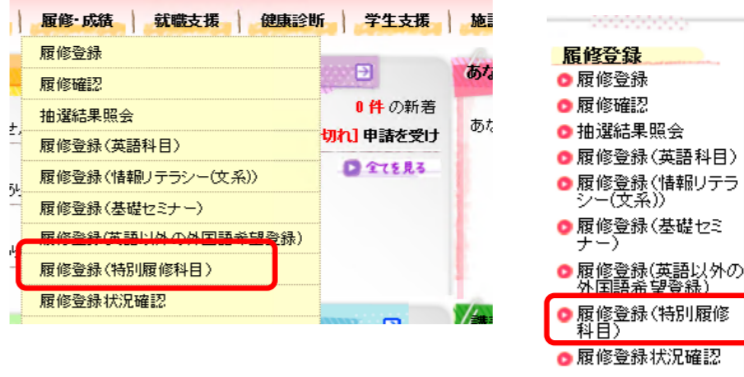 履修・成績 就職支援 健康診断 学生支援
履修登録
履修確認
抽選結果照会
履修登録(英語科目)
履修登録(情報リテラシー(文系))
履修登録(基礎セミナー)
履修登録(英語以外の外国語希望登録)
履修登録(特別履修科目)
履修登録状況確認
0 件 の新着
切れ] 申請を受け
全てを見る
あな
あな
履修登録
履修登録
履修確認
抽選結果照会
履修登録(英語科目)
履修登録(情報リテラ
シー(文系))
履修登録(基礎セミ
ナー)
履修登録(英語以外の
外国語希望登録)
履修登録(特別履修
科目)
履修登録状況確認